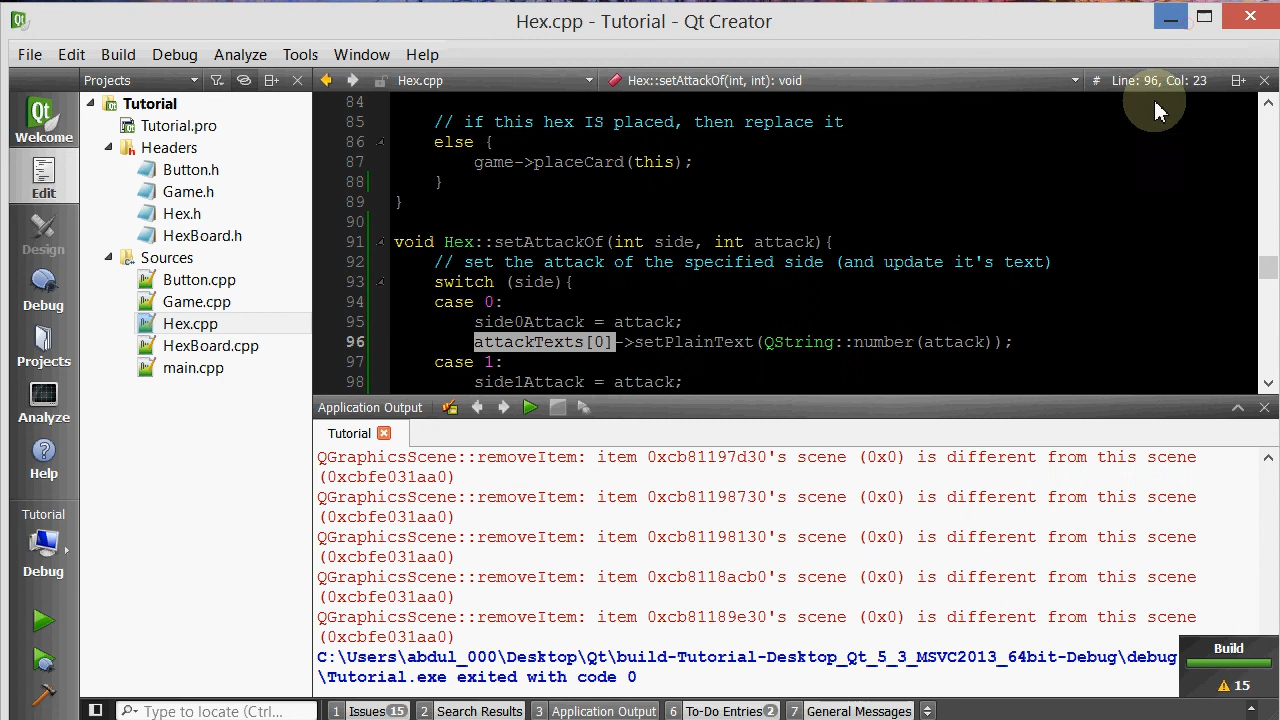 Hex.cpp - Tutorial - Qt Creator
File Edit Build Debug Analyze Tools Window Help
Projects Hex.cpp Hex::setAttackOf(int, int): void # Line: 96, Col: 23
Qt
Welcome
Edit
Design
Debug
Projects
Analyze
Help
Tutorial
Debug
Tutorial
Tutorial.pro
Headers
Button.h
Game.h
Hex.h
HexBoard.h
Sources
Button.cpp
Game.cpp
Hex.cpp
HexBoard.cpp
main.cpp
84
85 // if this hex IS placed, then replace it
86 else {
87 game->placeCard(this);
88 }
89 }
90
91 void Hex::setAttackOf(int side, int attack){
92 // set the attack of the specified side (and update it's text)
93 switch (side){
94 case 0:
95 side0Attack = attack;
96 attackTexts[0]->setPlainText(QString::number(attack));
97 case 1:
98 side1Attack = attack;
Application Output
Tutorial
QGraphicsScene::removeItem: item 0xcb81197d30's scene (0x0) is different from this scene
(0xcbfe031aa0)
QGraphicsScene::removeItem: item 0xcb81198730's scene (0x0) is different from this scene
(0xcbfe031aa0)
QGraphicsScene::removeItem: item 0xcb81198130's scene (0x0) is different from this scene
(0xcbfe031aa0)
QGraphicsScene::removeItem: item 0xcb8118acb0's scene (0x0) is different from this scene
(0xcbfe031aa0)
QGraphicsScene::removeItem: item 0xcb81189e30's scene (0x0) is different from this scene
(0xcbfe031aa0)
C:\Users\abdul_000\Desktop\Qt\build-Tutorial-Desktop_Qt_5_3_MSVC2013_64bit-Debug\debug
\Tutorial.exe exited with code 0
Build
15
Type to locate (Ctrl... 1 Issues 15 2 Search Results 3 Application Output 6 To-Do Entries 2 7 General Messages